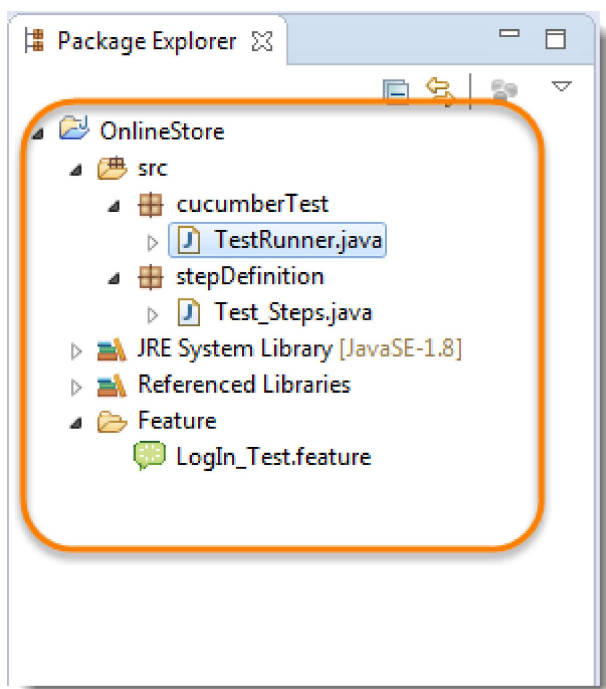 Package Explorer
OnlineStore
src
cucumberTest
TestRunner.java
stepDefinition
Test_Steps.java
JRE System Library [JavaSE-1.8]
Referenced Libraries
Feature
LogIn_Test.feature